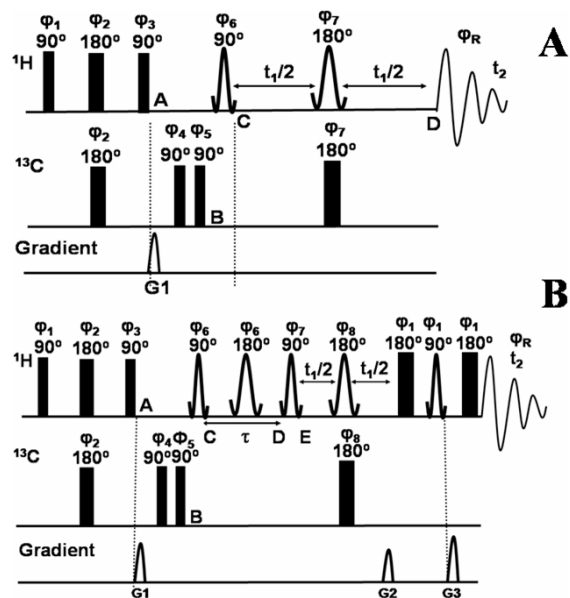 φ1 φ2 φ3 φ6 φ7
90º 180º 90º 90º 180º
A
φR
1H t1/2 t1/2 t2
A C D
φ2 φ4 φ5 φ7
180º 90º 90º 180º
13C
B
Gradient
G1
B
φ1 φ2 φ3 φ6 φ6 φ7 φ8 φ1 φ1 φ1 φR
90º 180º 90º 90º 180º 90º 180º 180º 90º 180º t2
1H t1/2 t1/2
A C τ D E
φ2 φ4 Φ5 φ8
180º 90º 90º 180º
13C
B
Gradient
G1 G2 G3